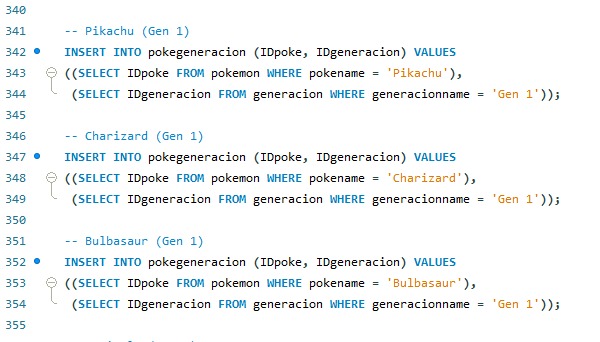 340
341 -- Pikachu (Gen 1)
342 INSERT INTO pokegeneracion (IDpoke, IDgeneracion) VALUES
343 ((SELECT IDpoke FROM pokemon WHERE pokename = 'Pikachu'),
344 (SELECT IDgeneracion FROM generacion WHERE generacionname = 'Gen 1'));
345
346 -- Charizard (Gen 1)
347 INSERT INTO pokegeneracion (IDpoke, IDgeneracion) VALUES
348 ((SELECT IDpoke FROM pokemon WHERE pokename = 'Charizard'),
349 (SELECT IDgeneracion FROM generacion WHERE generacionname = 'Gen 1'));
350
351 -- Bulbasaur (Gen 1)
352 INSERT INTO pokegeneracion (IDpoke, IDgeneracion) VALUES
353 ((SELECT IDpoke FROM pokemon WHERE pokename = 'Bulbasaur'),
354 (SELECT IDgeneracion FROM generacion WHERE generacionname = 'Gen 1'));
355